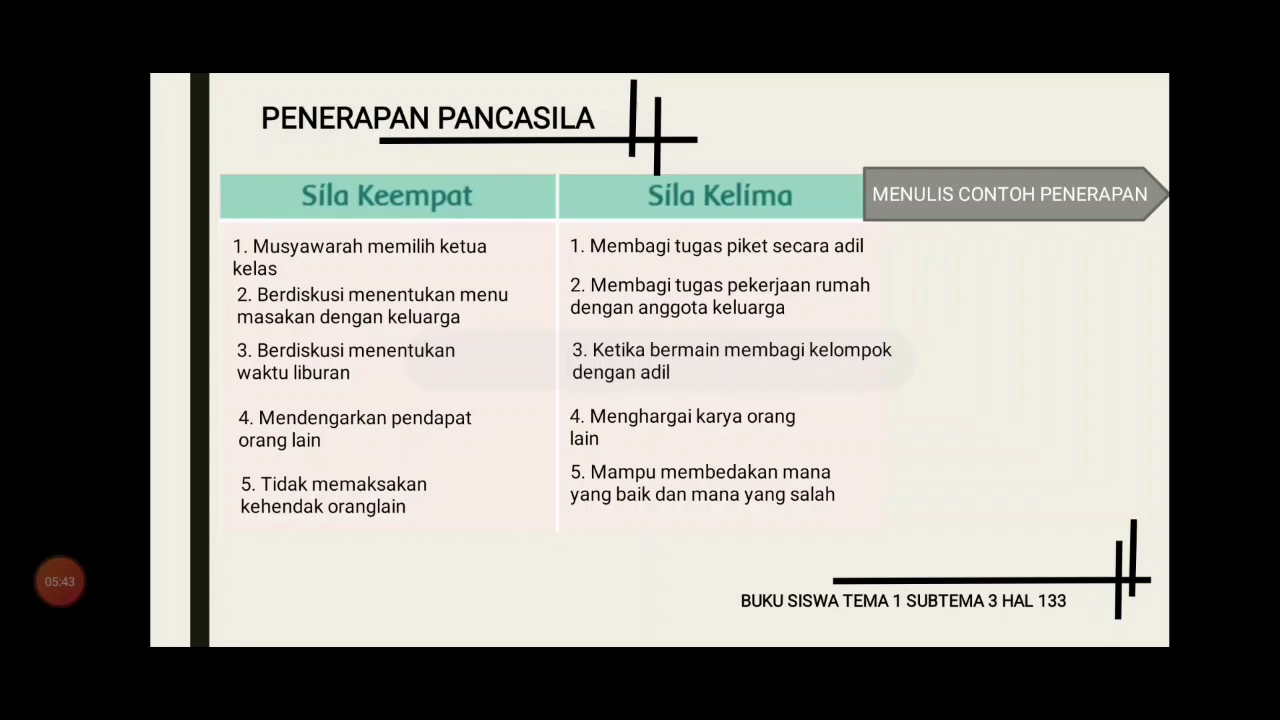 PENERAPAN PANCASILA
Sila Keempat
Sila Kelima
MENULIS CONTOH PENERAPAN
1. Musyawarah memilih ketua
kelas
2. Berdiskusi menentukan menu
masakan dengan keluarga
3. Berdiskusi menentukan
waktu liburan
4. Mendengarkan pendapat
orang lain
5. Tidak memaksakan
kehendak oranglain
1. Membagi tugas piket secara adil
2. Membagi tugas pekerjaan rumah
dengan anggota keluarga
3. Ketika bermain membagi kelompok
dengan adil
4. Menghargai karya orang
lain
5. Mampu membedakan mana
yang baik dan mana yang salah
05:43
BUKU SISWA TEMA 1 SUBTEMA 3 HAL 133